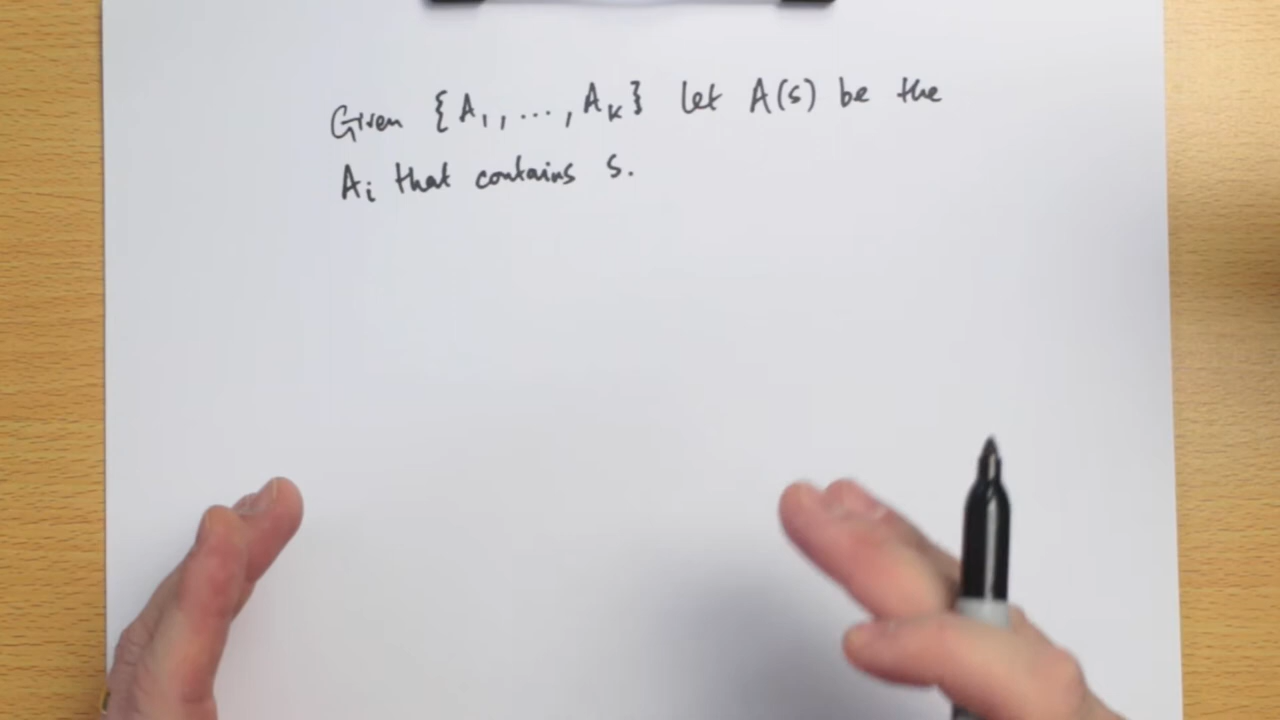 Given {A₁, ..., Aₖ} let A(s) be the
Aᵢ that contains s.